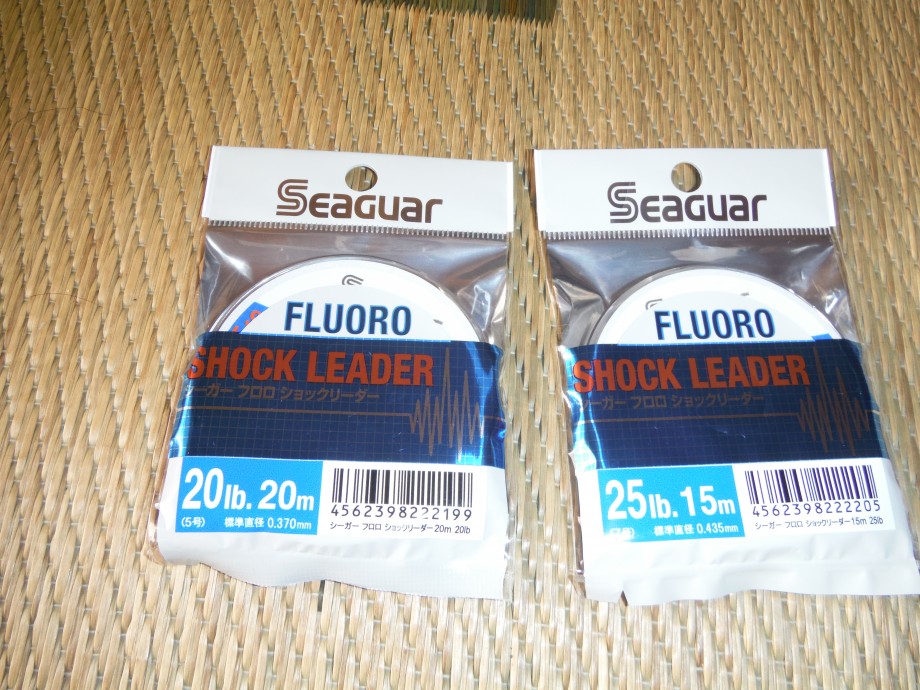 SEAGUAR
FLUORO
SHOCK LEADER
シーガー フロロ ショックリーダー
20lb. 20m
(5号) 標準直径 0.370mm
4562398222199
シーガー フロロ ショックリーダー20m 20lb
SEAGUAR
FLUORO
SHOCK LEADER
シーガー フロロ ショックリーダー
25lb. 15m
標準直径 0.435mm
4562398222205
シーガー フロロ ショックリーダー15m 25lb